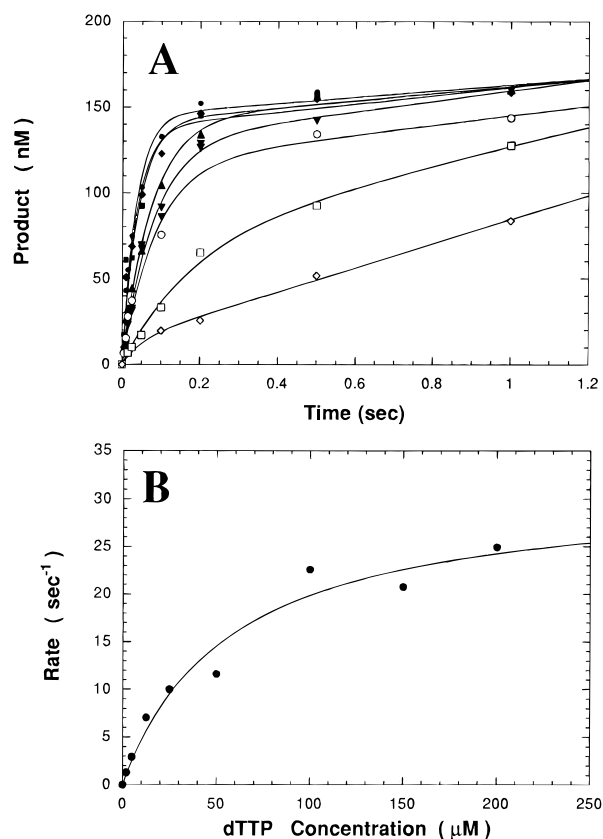 A
200
150
100
50
0
Product ( nM )
0 0.2 0.4 0.6 0.8 1 1.2
Time (sec)
B
35
30
25
20
15
10
5
0
Rate ( sec⁻¹ )
0 50 100 150 200 250
dTTP Concentration ( μM )